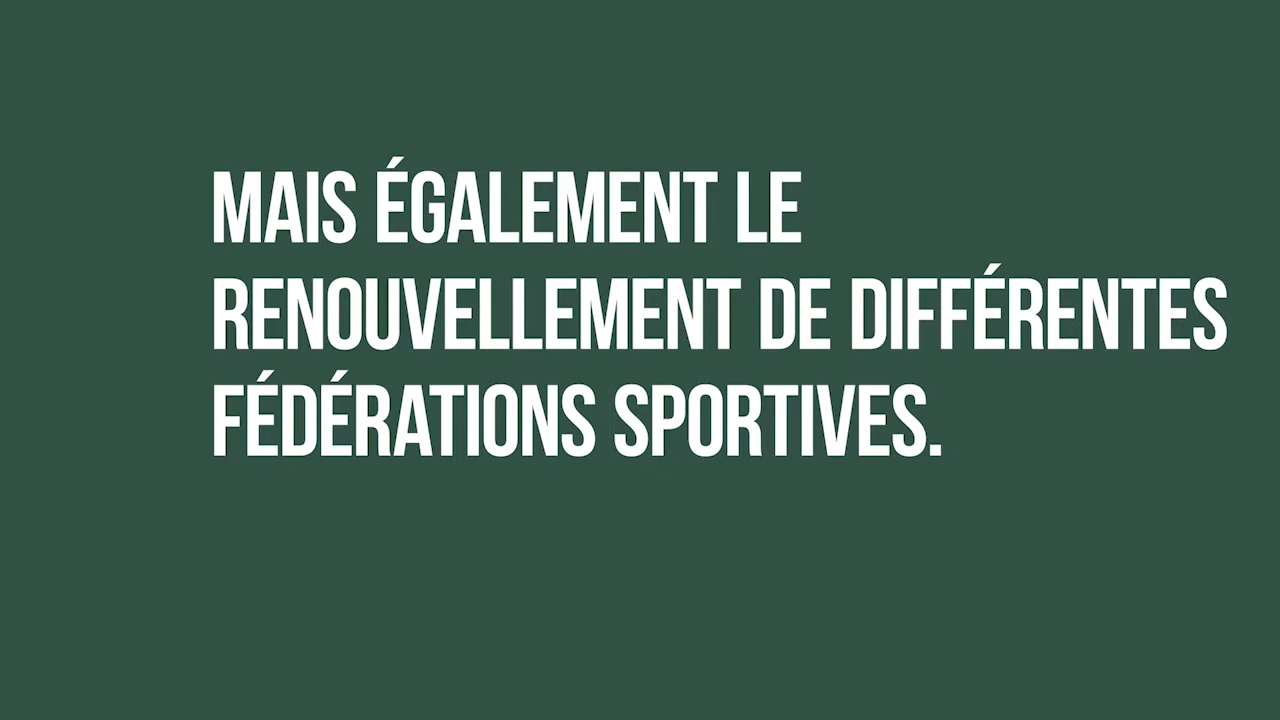 MAIS ÉGALEMENT LE
RENOUVELLEMENT DE DIFFÉRENTES
FÉDÉRATIONS SPORTIVES.